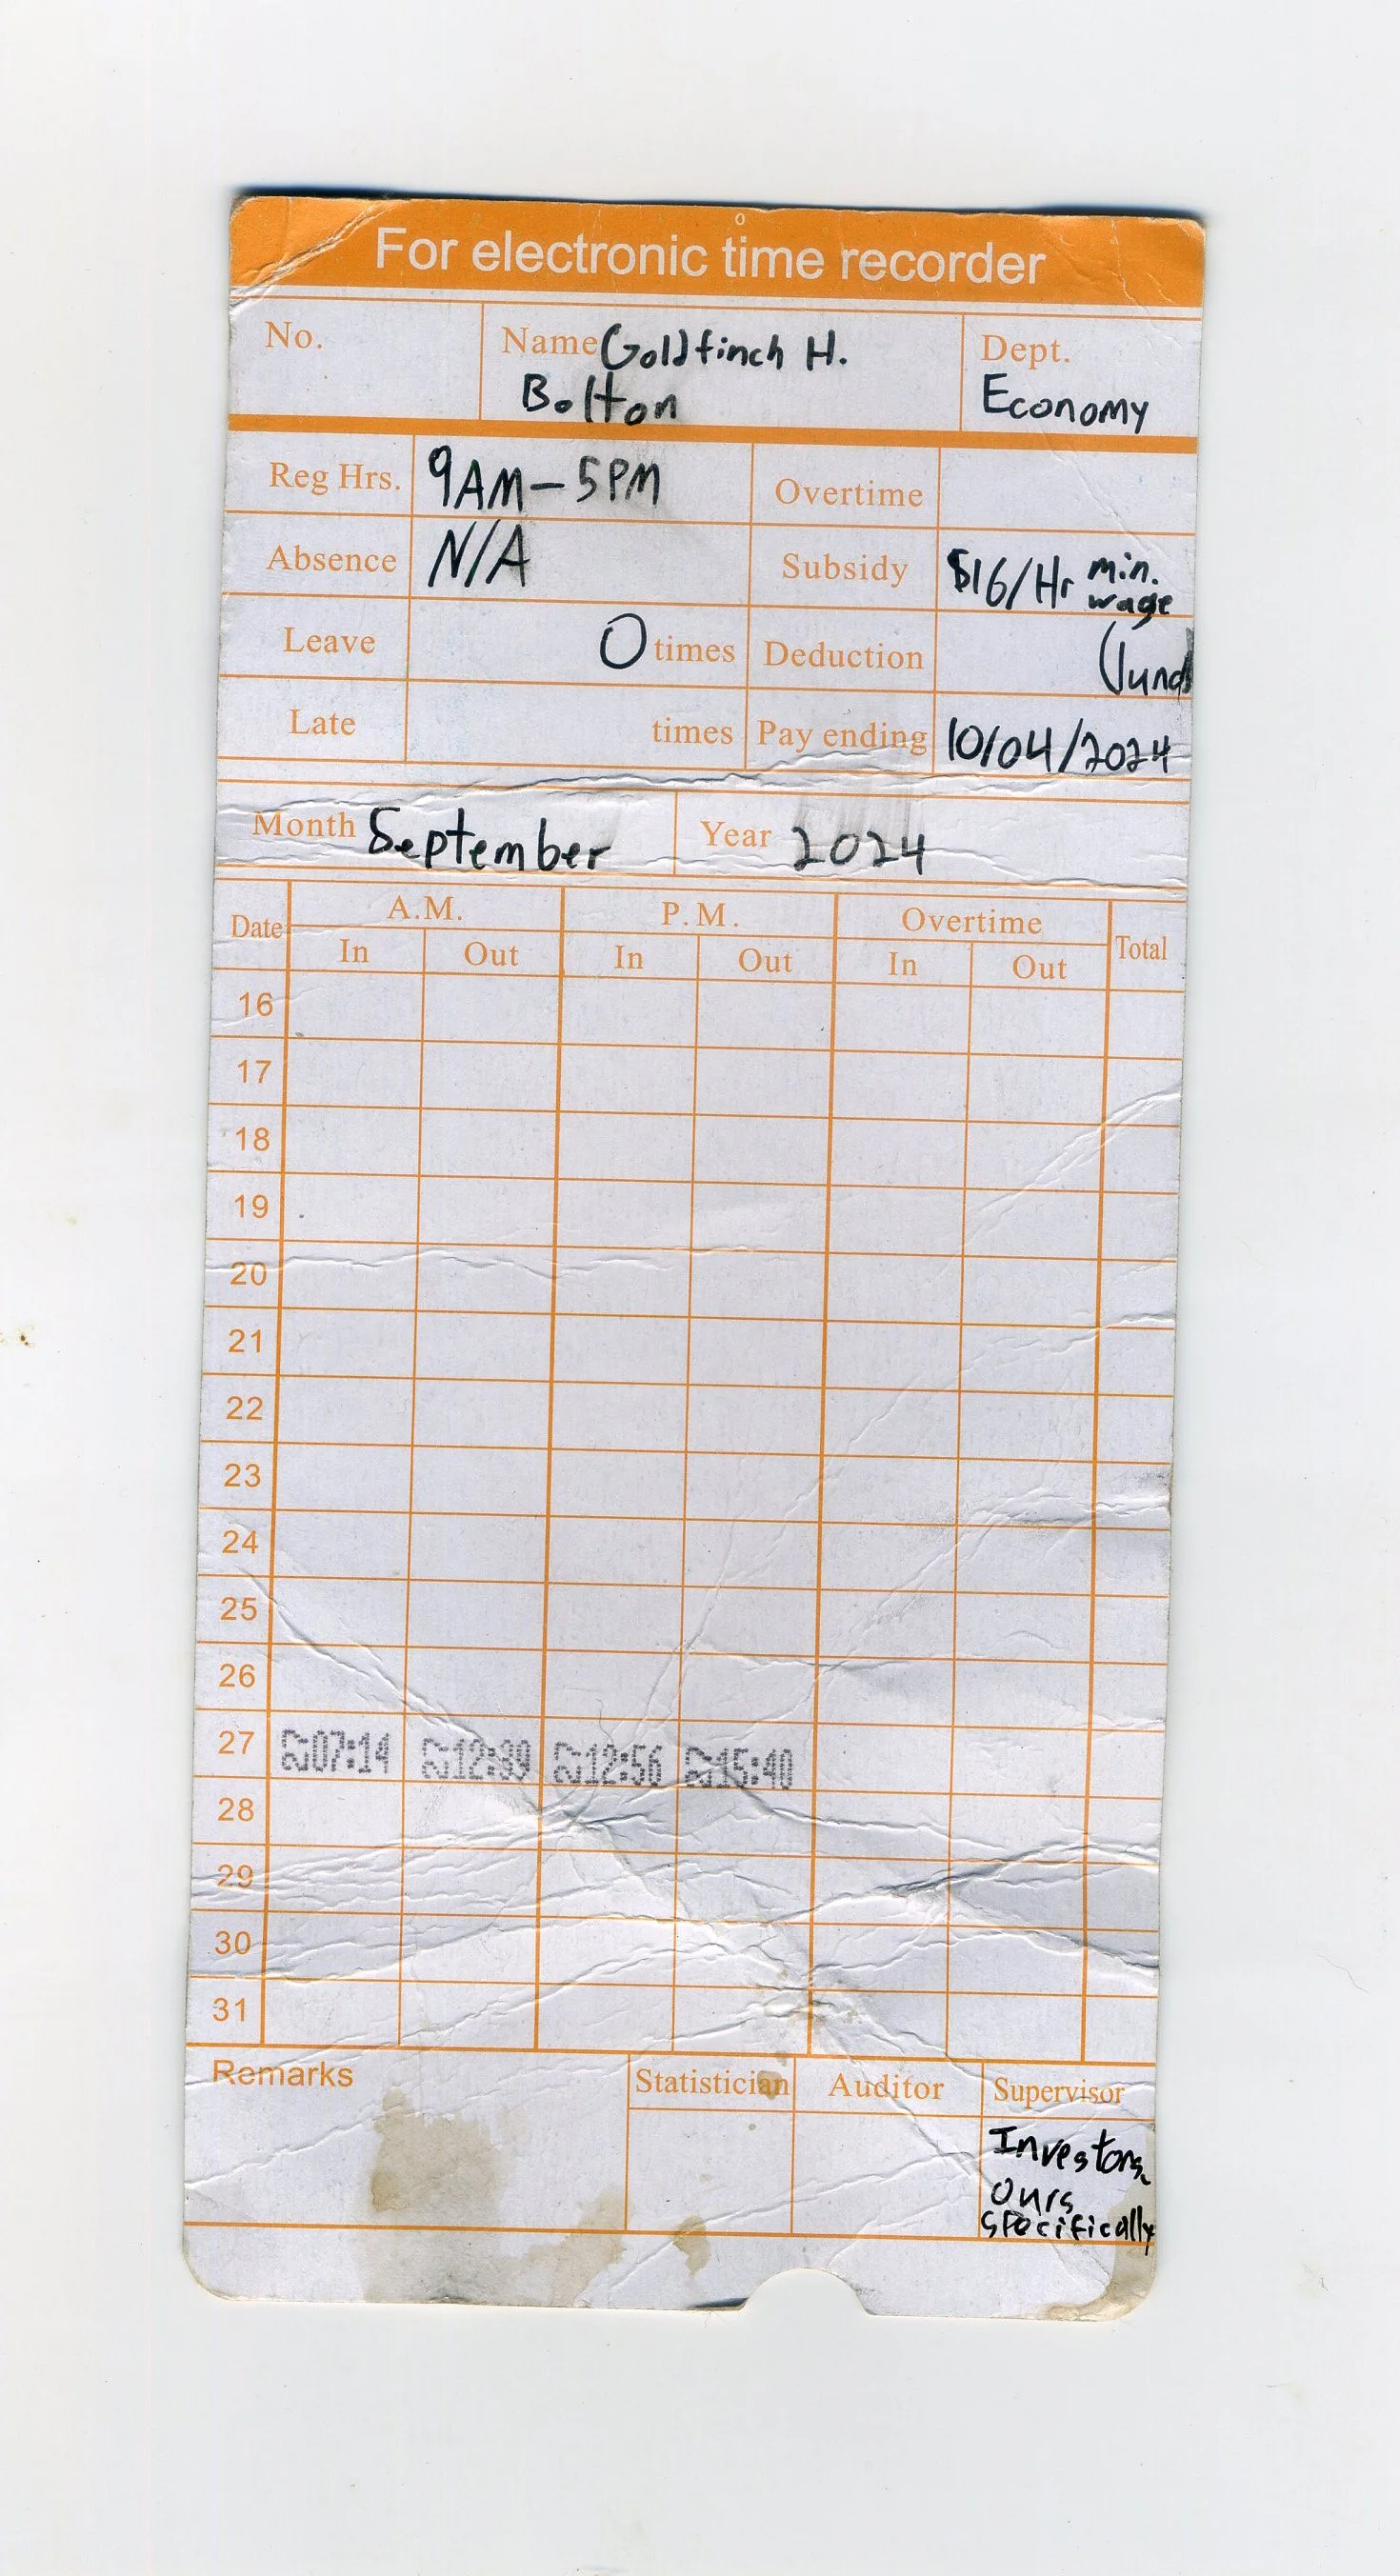 For electronic time recorder
No. Name Goldfinch H. Dept.
Bolton Economy
Reg Hrs. 9AM-5PM Overtime
Absence N/A Subsidy $16/Hr min.
wage
Leave 0 times Deduction
Late times Pay ending 10/04/2024
Month September Year 2024
Date A.M. P.M. Overtime Total
In Out In Out In Out
16
17
18
19
20
21
22
23
24
25
26
27 07:14 12:39 12:56 15:40
28
29
30
31
Remarks Statistician Auditor Supervisor
Investors,
Ours
specifically